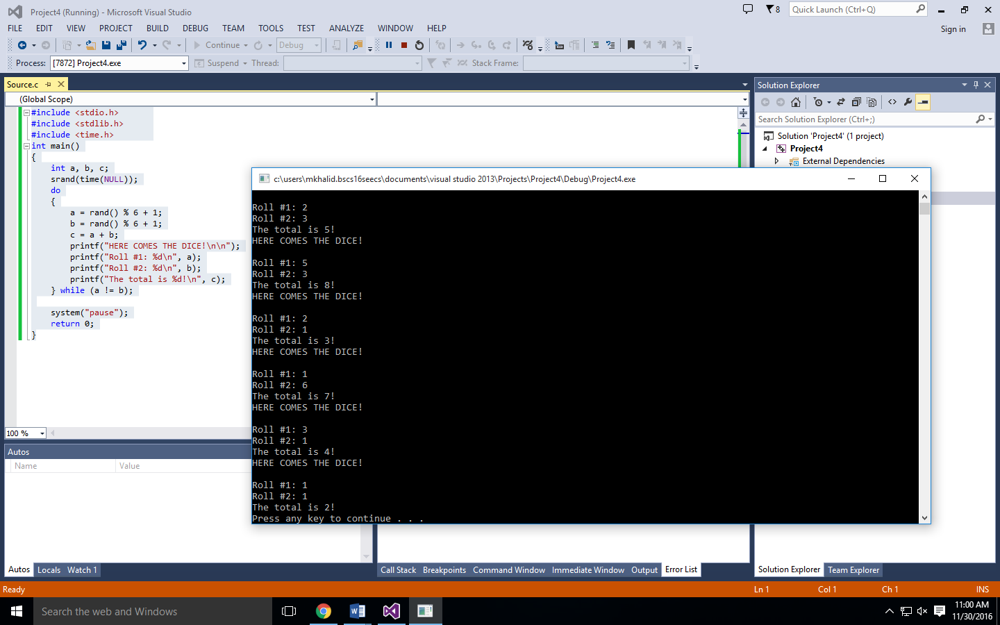 Project4 (Running) - Microsoft Visual Studio
8
Quick Launch (Ctrl+Q)
FILE EDIT VIEW PROJECT BUILD DEBUG TEAM TOOLS TEST ANALYZE WINDOW HELP
Sign in
Continue
Debug
Process: [7872] Project4.exe
Suspend
Thread:
Stack Frame:
Source.c
(Global Scope)
#include <stdio.h>
#include <stdlib.h>
#include <time.h>
int main()
{
int a, b, c;
srand(time(NULL));
do
{
a = rand() % 6 + 1;
b = rand() % 6 + 1;
c = a + b;
printf("HERE COMES THE DICE!\n\n");
printf("Roll #1: %d\n", a);
printf("Roll #2: %d\n", b);
printf("The total is %d!\n", c);
} while (a != b);
system("pause");
return 0;
}
100 %
Solution Explorer
Search Solution Explorer (Ctrl+;)
Solution 'Project4' (1 project)
Project4
External Dependencies
c:\users\mkhalid.bscs16seecs\documents\visual studio 2013\Projects\Project4\Debug\Project4.exe
Roll #1: 2
Roll #2: 3
The total is 5!
HERE COMES THE DICE!
Roll #1: 5
Roll #2: 3
The total is 8!
HERE COMES THE DICE!
Roll #1: 2
Roll #2: 1
The total is 3!
HERE COMES THE DICE!
Roll #1: 1
Roll #2: 6
The total is 7!
HERE COMES THE DICE!
Roll #1: 3
Roll #2: 1
The total is 4!
HERE COMES THE DICE!
Roll #1: 1
Roll #2: 1
The total is 2!
Press any key to continue . . .
Autos
Name Value
Autos Locals Watch 1
Call Stack Breakpoints Command Window Immediate Window Output Error List
Solution Explorer Team Explorer
Ready
Ln 1 Col 1 Ch 1 INS
Search the web and Windows
11:00 AM
11/30/2016